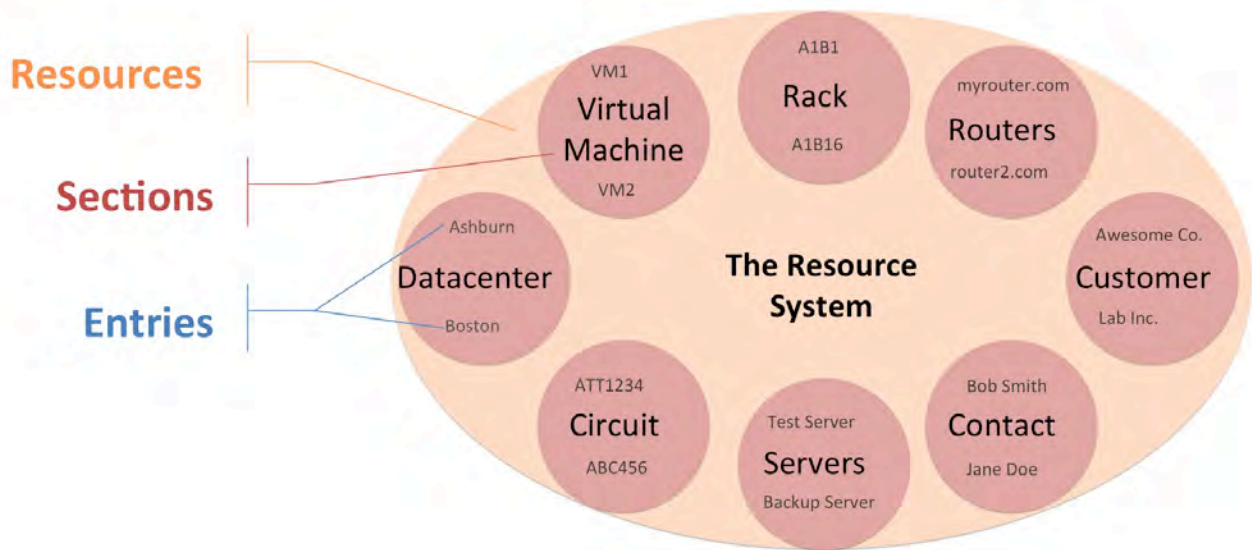 Resources
Sections
Entries
VM1
Virtual
Machine
VM2
A1B1
Rack
A1B16
myrouter.com
Routers
router2.com
Ashburn
Datacenter
Boston
The Resource
System
Awesome Co.
Customer
Lab Inc.
ATT1234
Circuit
ABC456
Test Server
Servers
Backup Server
Bob Smith
Contact
Jane Doe